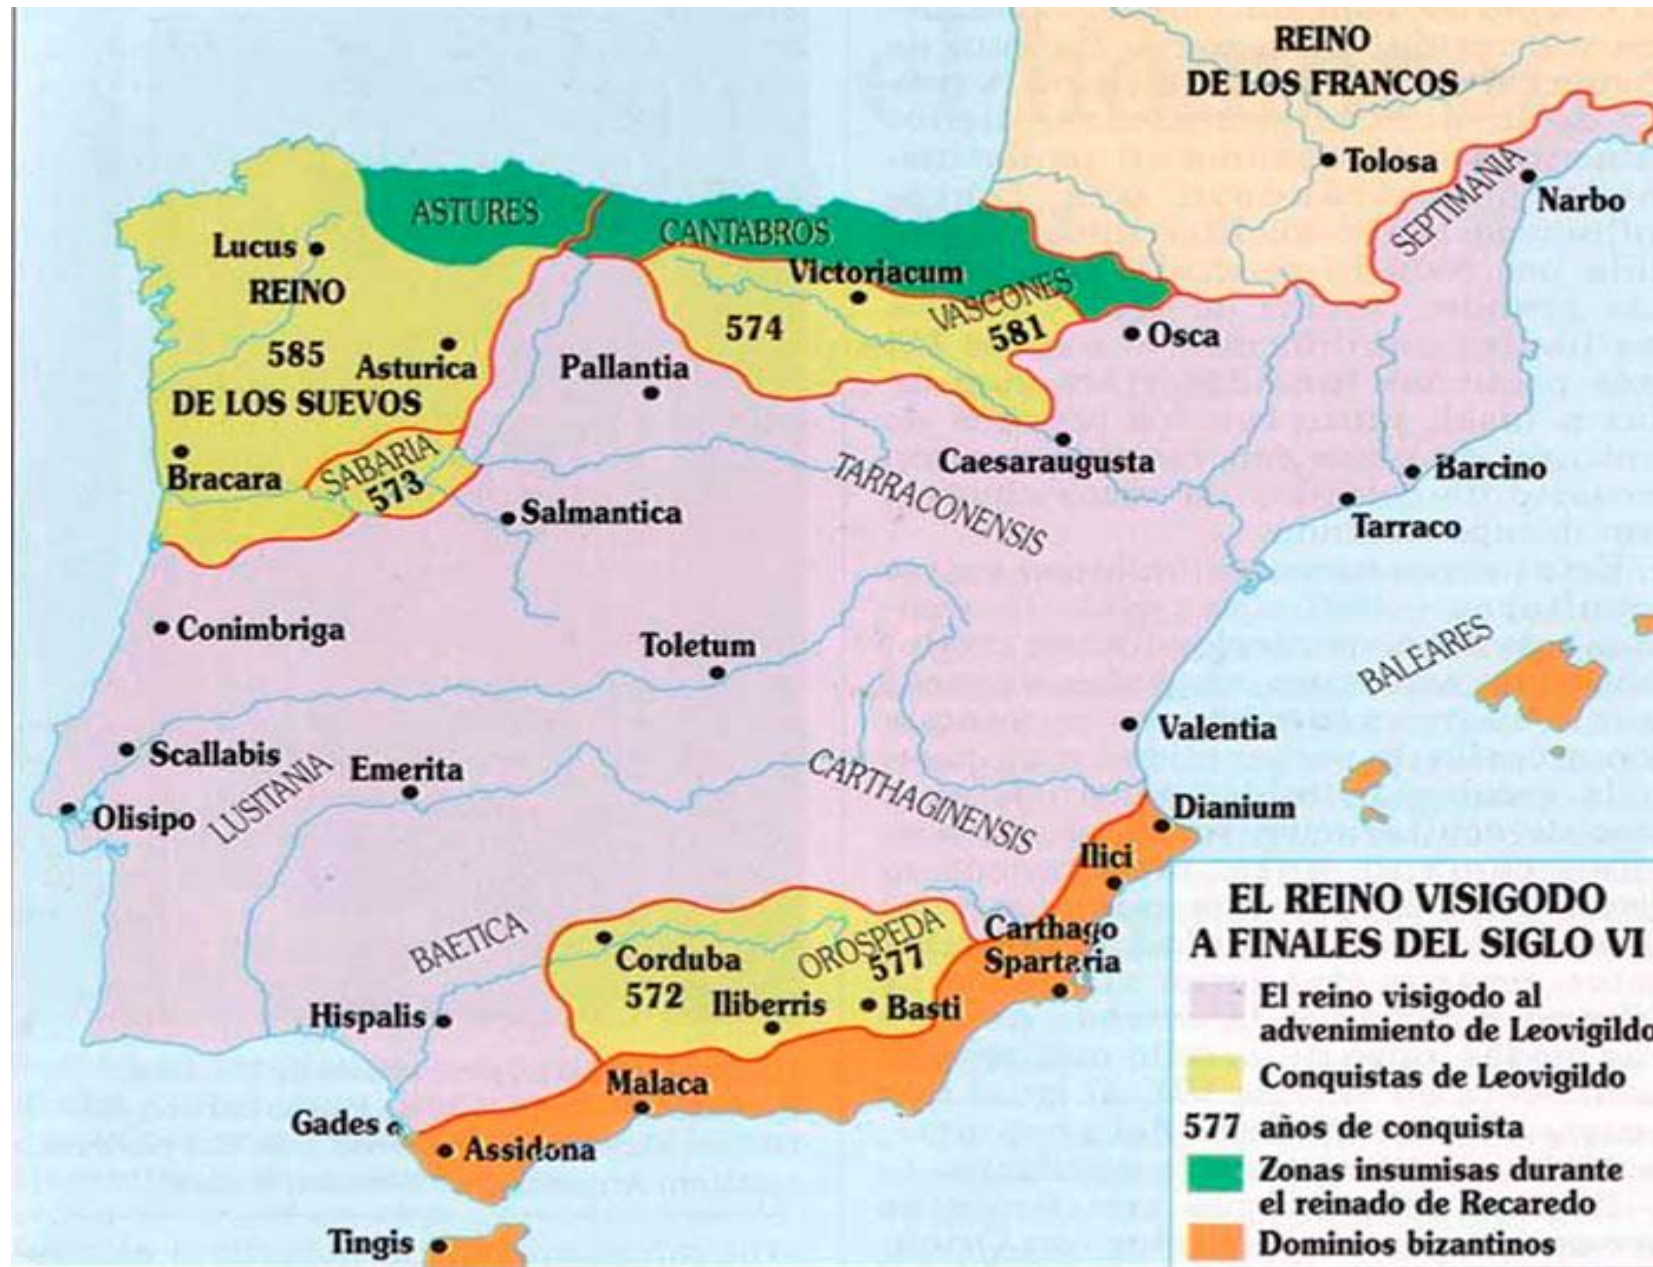 REINO
DE LOS FRANCOS
Tolosa
SEPTIMANIA
Narbo
ASTURES
CANTABROS
Lucus
REINO
585
DE LOS SUEVOS
Asturica
Victoriacum
574
VASCONES
581
Osca
Pallantia
Bracara
SABARIA
573
Salmantica
Caesaraugusta
TARRACONENSIS
Barcino
Tarraco
Conimbriga
Toletum
BALEARES
Valentia
Scallabis
Olisipo
LUSITANIA
Emerita
CARTHAGINENSIS
Dianium
Ilici
BAETICA
Corduba
572
OROSPEDA
577
Iliberris
Basti
Carthago
Spartaria
Hispalis
Malaca
Gades
Assidona
Tingis
EL REINO VISIGODO
A FINALES DEL SIGLO VI
El reino visigodo al
advenimiento de Leovigildo
Conquistas de Leovigildo
577 años de conquista
Zonas insumisas durante
el reinado de Recaredo
Dominios bizantinos